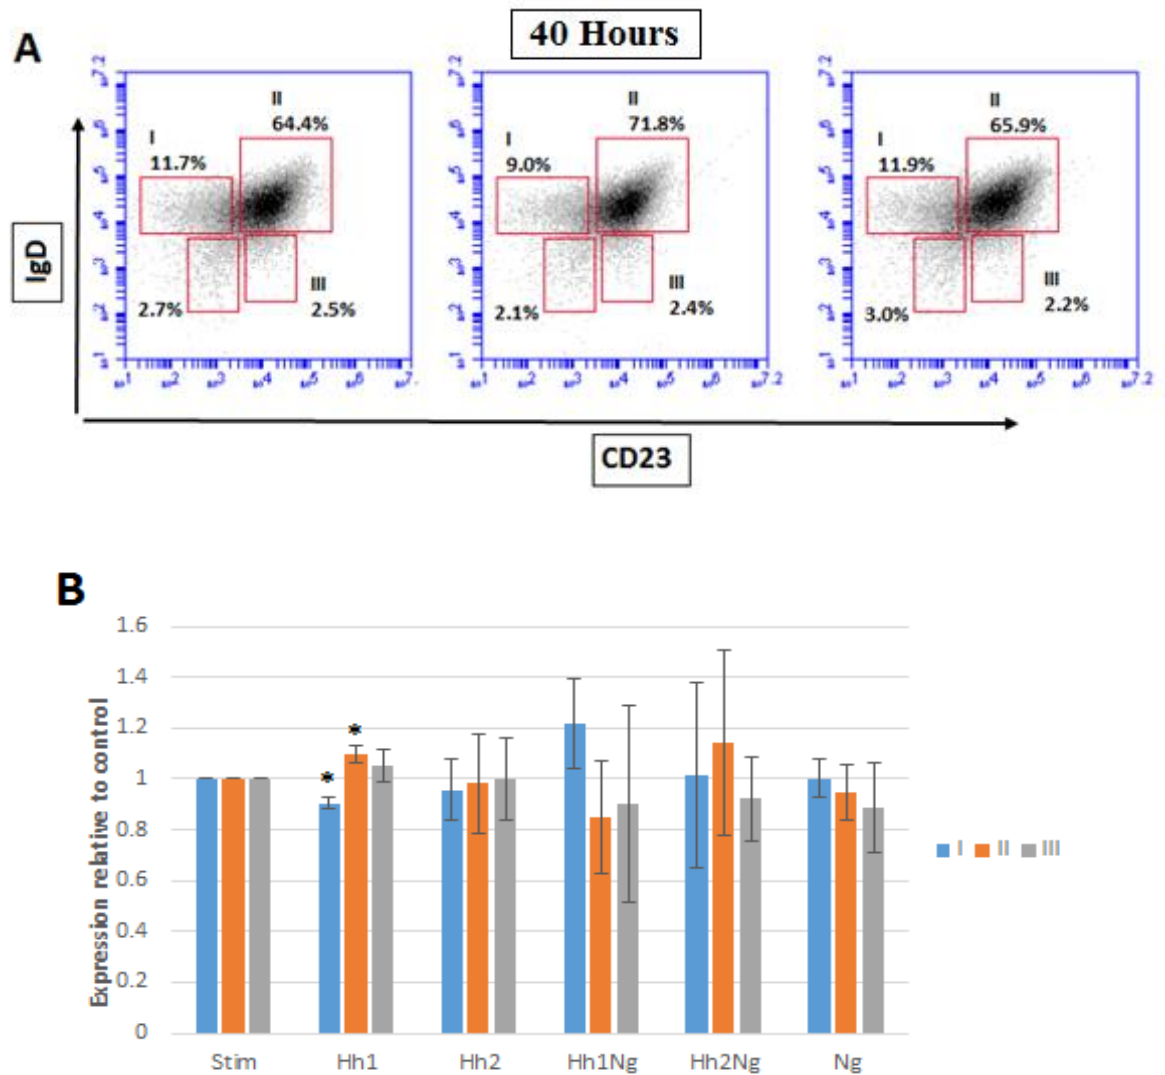 A
40 Hours
II
64.4%
I
11.7%
III
2.7%
2.5%
II
71.8%
I
9.0%
III
2.1%
2.4%
II
65.9%
I
11.9%
III
3.0%
2.2%
IgD
CD23
B
Expression relative to control
1.6
1.4
1.2
1
0.8
0.6
0.4
0.2
0
*
*
Stim Hh1 Hh2 Hh1Ng Hh2Ng Ng
I II III